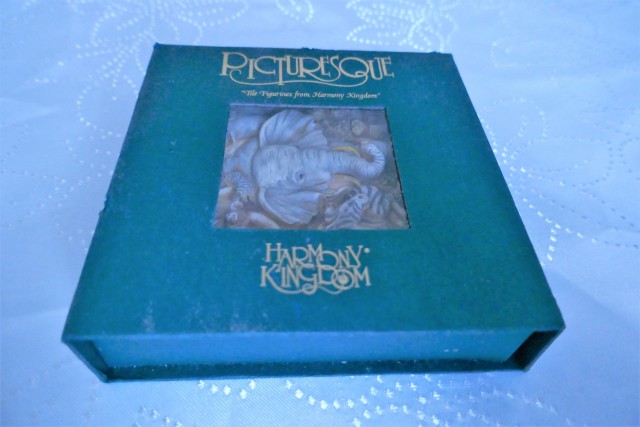 PICTURESQUE
"Tile Figurines from Harmony Kingdom"
HARMONY
KINGDOM